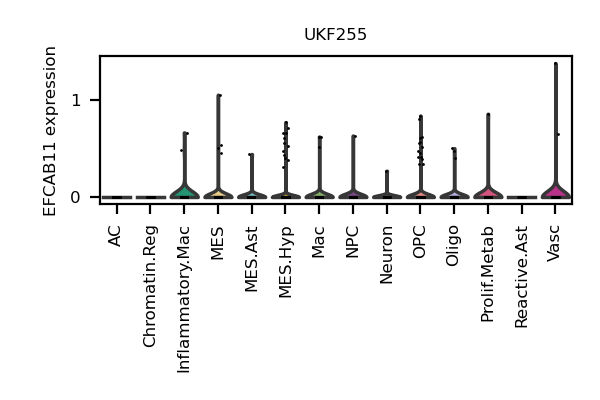 UKF255
EFCAB11 expression
1
0
AC
Chromatin.Reg
Inflammatory.Mac
MES
MES.Ast
MES.Hyp
Mac
NPC
Neuron
OPC
Oligo
Prolif.Metab
Reactive.Ast
Vasc